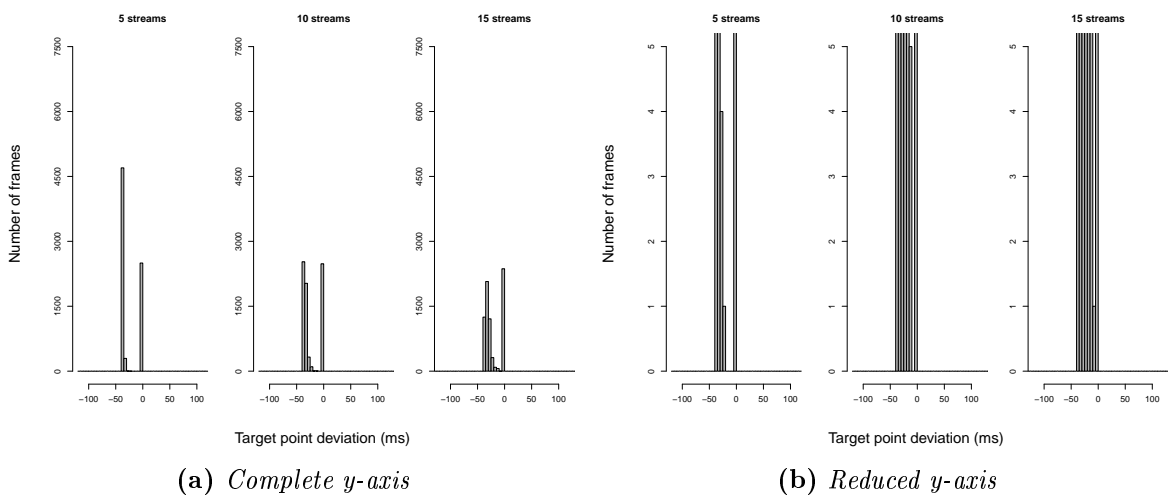 5 streams
10 streams
15 streams
Number of frames
7500
6000
4500
3000
1500
0
−100 −50 0 50 100
−100 −50 0 50 100
−100 −50 0 50 100
7500
6000
4500
3000
1500
0
7500
6000
4500
3000
1500
0
Target point deviation (ms)
(a) Complete y-axis
5 streams
10 streams
15 streams
Number of frames
5
4
3
2
1
0
−100 −50 0 50 100
5
4
3
2
1
0
−100 −50 0 50 100
5
4
3
2
1
0
−100 −50 0 50 100
Target point deviation (ms)
(b) Reduced y-axis